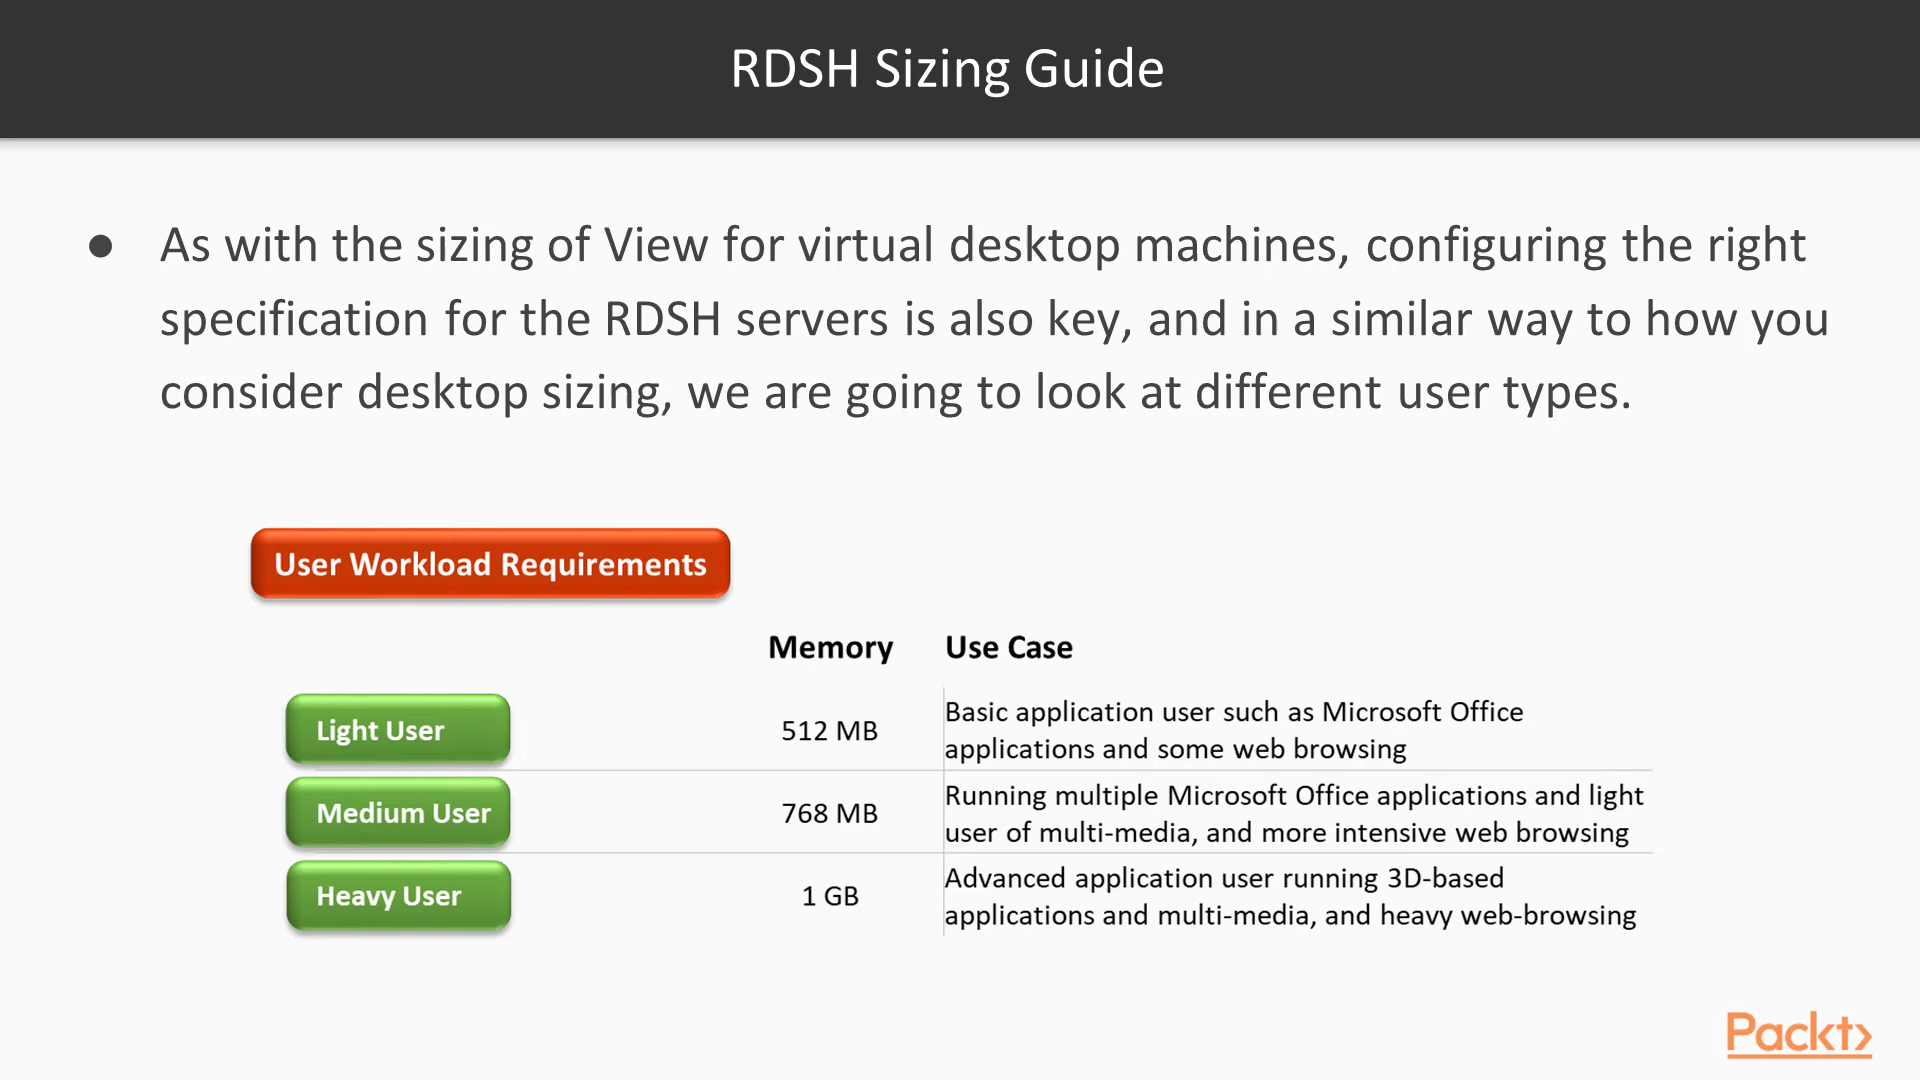 RDSH Sizing Guide
● As with the sizing of View for virtual desktop machines, configuring the right
specification for the RDSH servers is also key, and in a similar way to how you
consider desktop sizing, we are going to look at different user types.
User Workload Requirements
Memory Use Case
Light User 512 MB Basic application user such as Microsoft Office
applications and some web browsing
Medium User 768 MB Running multiple Microsoft Office applications and light
user of multi-media, and more intensive web browsing
Heavy User 1 GB Advanced application user running 3D-based
applications and multi-media, and heavy web-browsing
Packt>